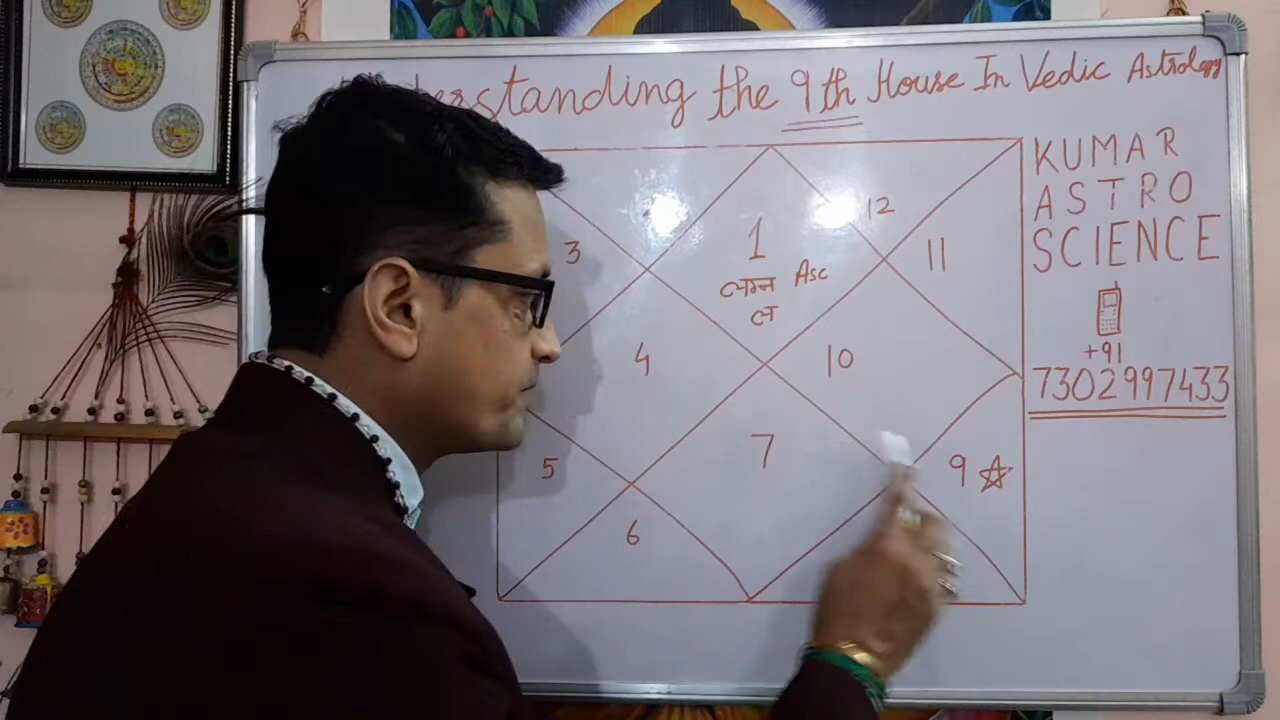 derstanding the 9th House In Vedic Astrology
KUMAR
ASTRO
SCIENCE
+91
7302997433
12
3
1
11
लग्न Asc
ल
4
10
7
5
9
6